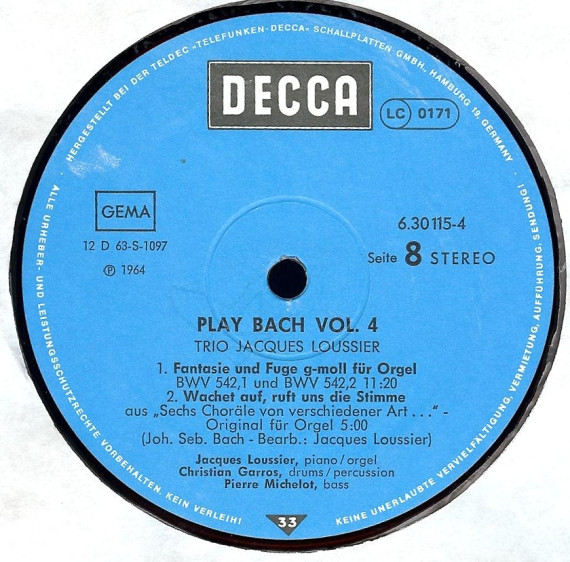 HERGESTELLT BEI DER TELDEC »TELEFUNKEN-DECCA« SCHALLPLATTEN GMBH., HAMBURG 19, GERMANY
DECCA
LC 0171
GEMA
12 D 63-S-1097
℗ 1964
6.30115-4
Seite 8 STEREO
PLAY BACH VOL. 4
TRIO JACQUES LOUSSIER
1. Fantasie und Fuge g-moll für Orgel
BWV 542,1 und BWV 542,2 11:20
2. Wachet auf, ruft uns die Stimme
aus „Sechs Choräle von verschiedener Art . . .“ -
Original für Orgel 5:00
(Joh. Seb. Bach - Bearb.: Jacques Loussier)
Jacques Loussier, piano/orgel
Christian Garros, drums/percussion
Pierre Michelot, bass
33
ALLE URHEBER- UND LEISTUNGSSCHUTZRECHTE VORBEHALTEN. KEIN VERLEIH!
KEINE UNERLAUBTE VERVIELFÄLTIGUNG, VERMIETUNG, AUFFÜHRUNG, SENDUNG!